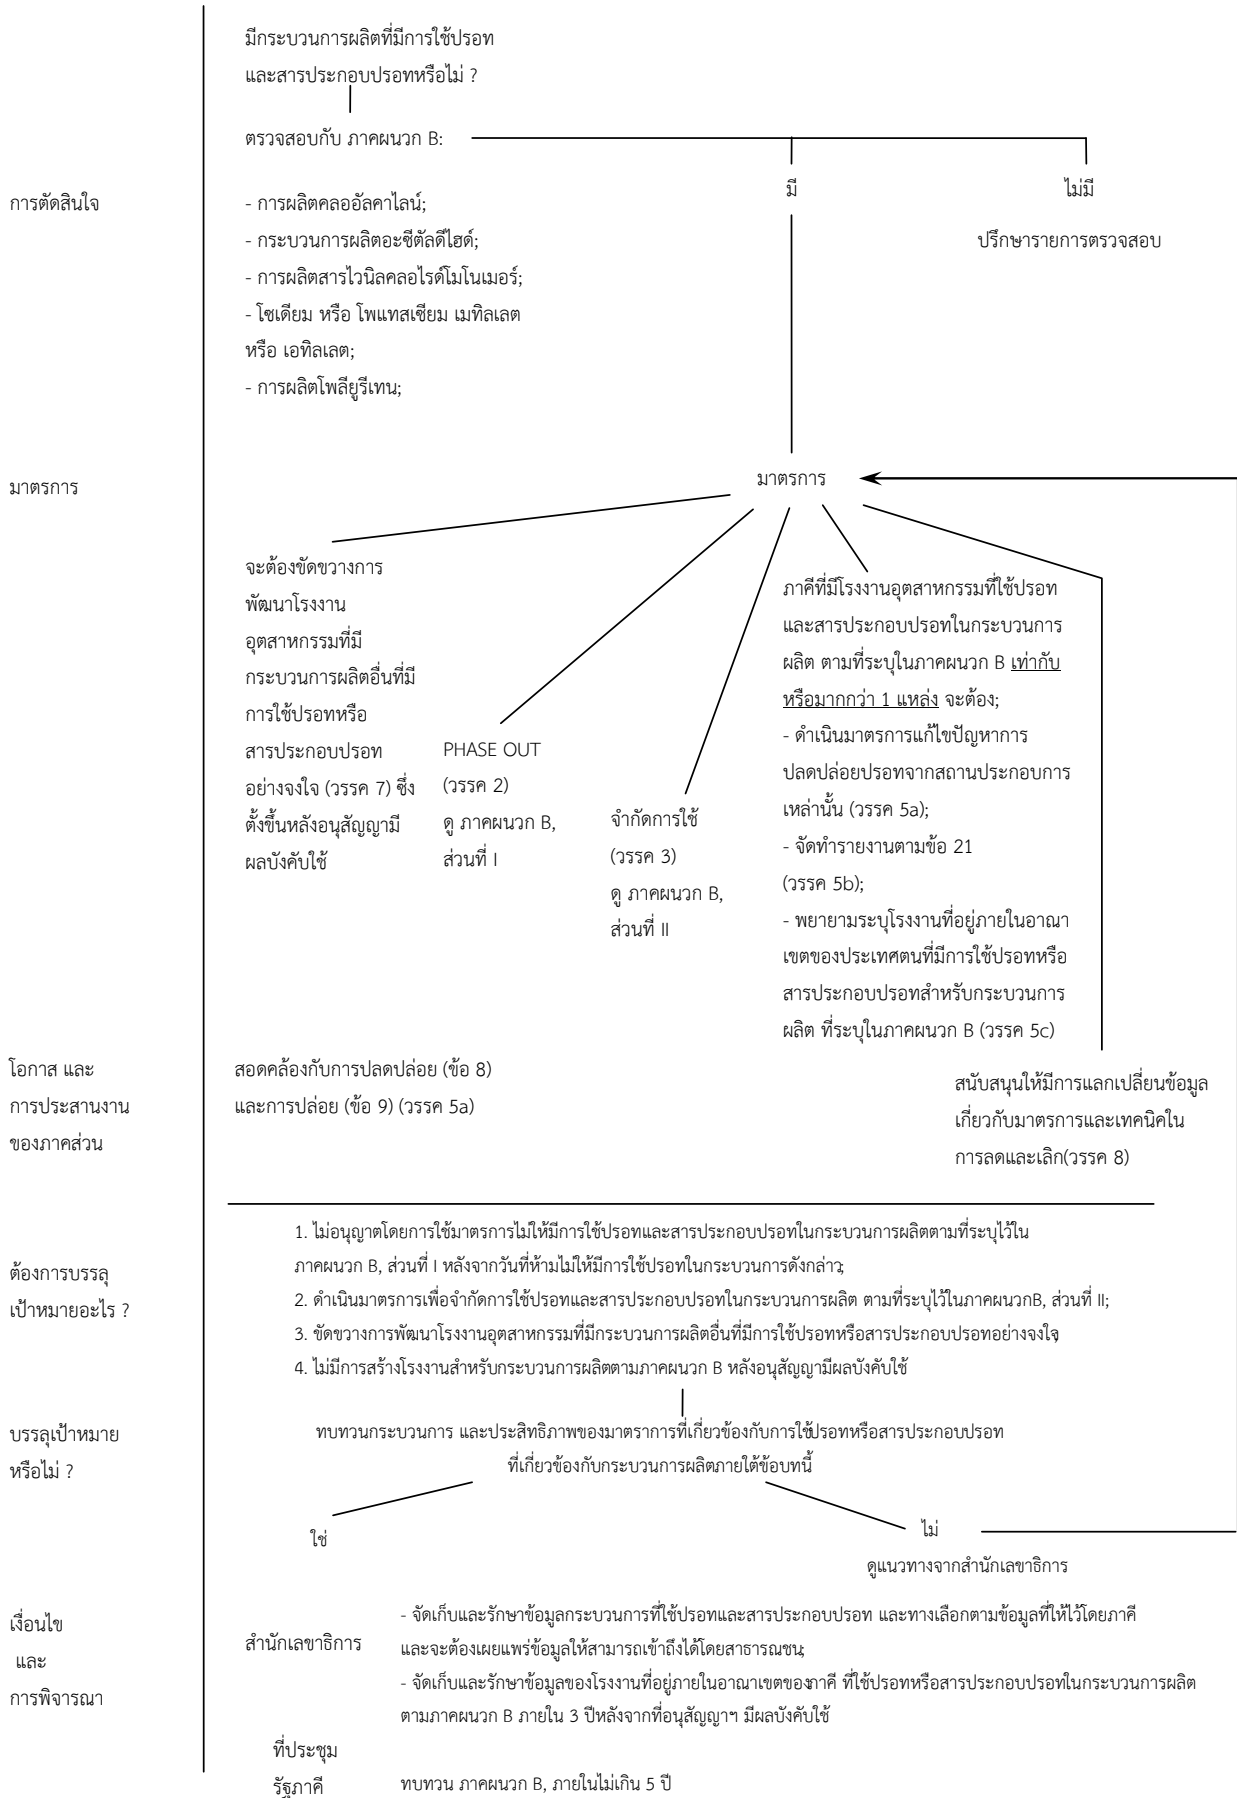 มีกระบวนการผลิตที่มีการใช้ปรอท
และสารประกอบปรอทหรือไม่ ?
ตรวจสอบกับ ภาคผนวก B:
มี
ไม่มี
การตัดสินใจ
- การผลิตคลออัลคาไลน์;
- กระบวนการผลิตอะซีตัลดีไฮด์;
ปรึกษารายการตรวจสอบ
- การผลิตสารไวนิลคลอไรด์โมโนเมอร์;
- โซเดียม หรือ โพแทสเซียม เมทิลเลต
หรือ เอทิลเลต;
- การผลิตโพลียูรีเทน;
มาตรการ
มาตรการ
จะต้องขัดขวางการ
พัฒนาโรงงาน
อุตสาหกรรมที่มี
กระบวนการผลิตอื่นที่มี
การใช้ปรอทหรือ
สารประกอบปรอท
อย่างจงใจ (วรรค 7) ซึ่ง
ตั้งขึ้นหลังอนุสัญญามี
ผลบังคับใช้
PHASE OUT
(วรรค 2)
ดู ภาคผนวก B,
ส่วนที่ I
จำกัดการใช้
(วรรค 3)
ดู ภาคผนวก B,
ส่วนที่ II
ภาคีที่มีโรงงานอุตสาหกรรมที่ใช้ปรอท
และสารประกอบปรอทในกระบวนการ
ผลิต ตามที่ระบุในภาคผนวก B เท่ากับ
หรือมากกว่า 1 แหล่ง จะต้อง;
- ดำเนินมาตรการแก้ไขปัญหาการ
ปลดปล่อยปรอทจากสถานประกอบการ
เหล่านั้น (วรรค 5a);
- จัดทำรายงานตามข้อ 21
(วรรค 5b);
- พยายามระบุโรงงานที่อยู่ภายในอาณา
เขตของประเทศตนที่มีการใช้ปรอทหรือ
สารประกอบปรอทสำหรับกระบวนการ
ผลิต ที่ระบุในภาคผนวก B (วรรค 5c)
โอกาส และ
การประสานงาน
ของภาคส่วน
สอดคล้องกับการปลดปล่อย (ข้อ 8)
และการปล่อย (ข้อ 9) (วรรค 5a)
สนับสนุนให้มีการแลกเปลี่ยนข้อมูล
เกี่ยวกับมาตรการและเทคนิคใน
การลดและเลิก(วรรค 8)
ต้องการบรรลุ
เป้าหมายอะไร ?
1. ไม่อนุญาตโดยการใช้มาตรการไม่ให้มีการใช้ปรอทและสารประกอบปรอทในกระบวนการผลิตตามที่ระบุไว้ใน
ภาคผนวก B, ส่วนที่ I หลังจากวันที่ห้ามไม่ให้มีการใช้ปรอทในกระบวนการดังกล่าว;
2. ดำเนินมาตรการเพื่อจำกัดการใช้ปรอทและสารประกอบปรอทในกระบวนการผลิต ตามที่ระบุไว้ในภาคผนวกB, ส่วนที่ II;
3. ขัดขวางการพัฒนาโรงงานอุตสาหกรรมที่มีกระบวนการผลิตอื่นที่มีการใช้ปรอทหรือสารประกอบปรอทอย่างจงใจ;
4. ไม่มีการสร้างโรงงานสำหรับกระบวนการผลิตตามภาคผนวก B หลังอนุสัญญามีผลบังคับใช้
บรรลุเป้าหมาย
หรือไม่ ?
ทบทวนกระบวนการ และประสิทธิภาพของมาตราการที่เกี่ยวข้องกับการใช้ปรอทหรือสารประกอบปรอท
ที่เกี่ยวข้องกับกระบวนการผลิตภายใต้ข้อบทนี้
ใช่
ไม่
ดูแนวทางจากสำนักเลขาธิการ
เงื่อนไข
และ
การพิจารณา
สำนักเลขาธิการ
- จัดเก็บและรักษาข้อมูลกระบวนการที่ใช้ปรอทและสารประกอบปรอท และทางเลือกตามข้อมูลที่ให้ไว้โดยภาคี
และจะต้องเผยแพร่ข้อมูลให้สามารถเข้าถึงได้โดยสาธารณชน;
- จัดเก็บและรักษาข้อมูลของโรงงานที่อยู่ภายในอาณาเขตของภาคี ที่ใช้ปรอทหรือสารประกอบปรอทในกระบวนการผลิต
ตามภาคผนวก B ภายใน 3 ปีหลังจากที่อนุสัญญาฯ มีผลบังคับใช้
ที่ประชุม
รัฐภาคี
ทบทวน ภาคผนวก B, ภายในไม่เกิน 5 ปี